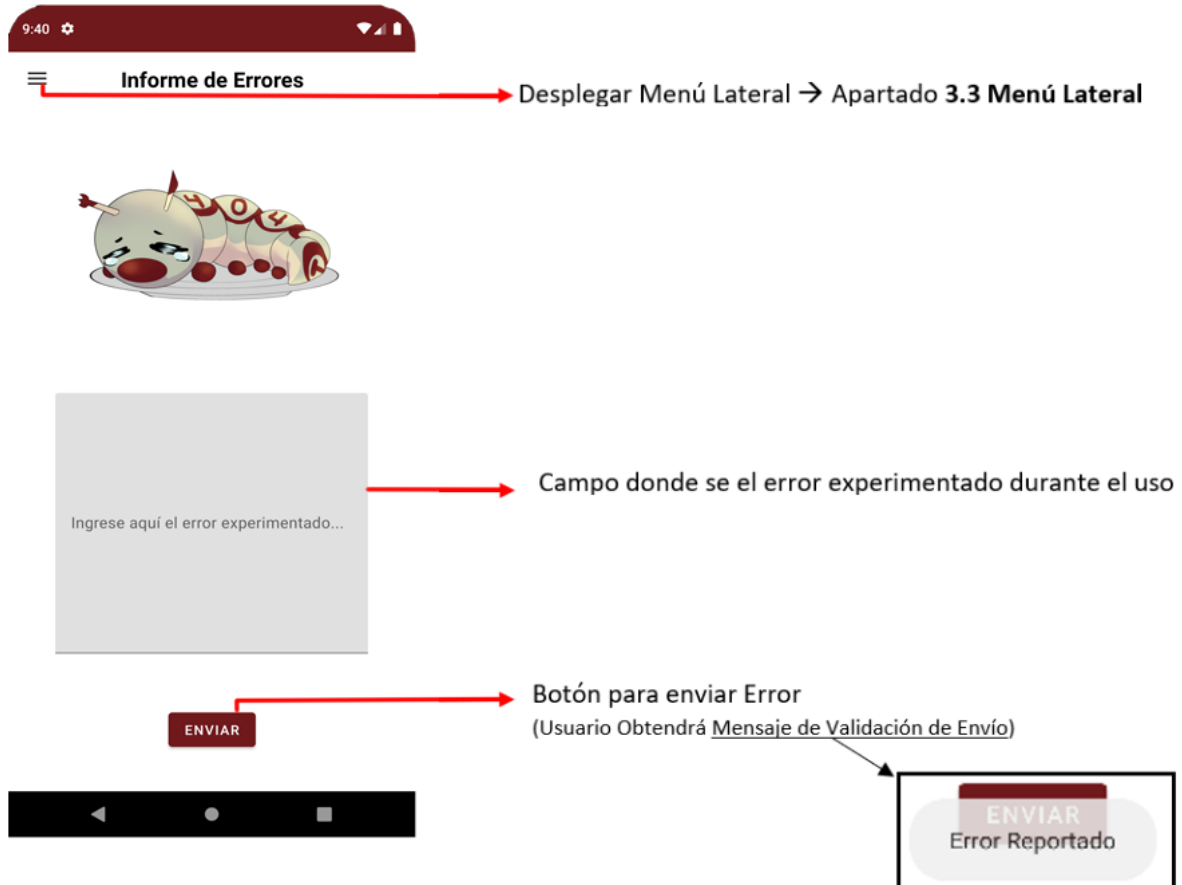 9:40
Informe de Errores
Desplegar Menú Lateral → Apartado 3.3 Menú Lateral
404
Campo donde se el error experimentado durante el uso
Ingrese aquí el error experimentado...
Botón para enviar Error
ENVIAR
(Usuario Obtendrá Mensaje de Validación de Envío)
ENVIAR
Error Reportado